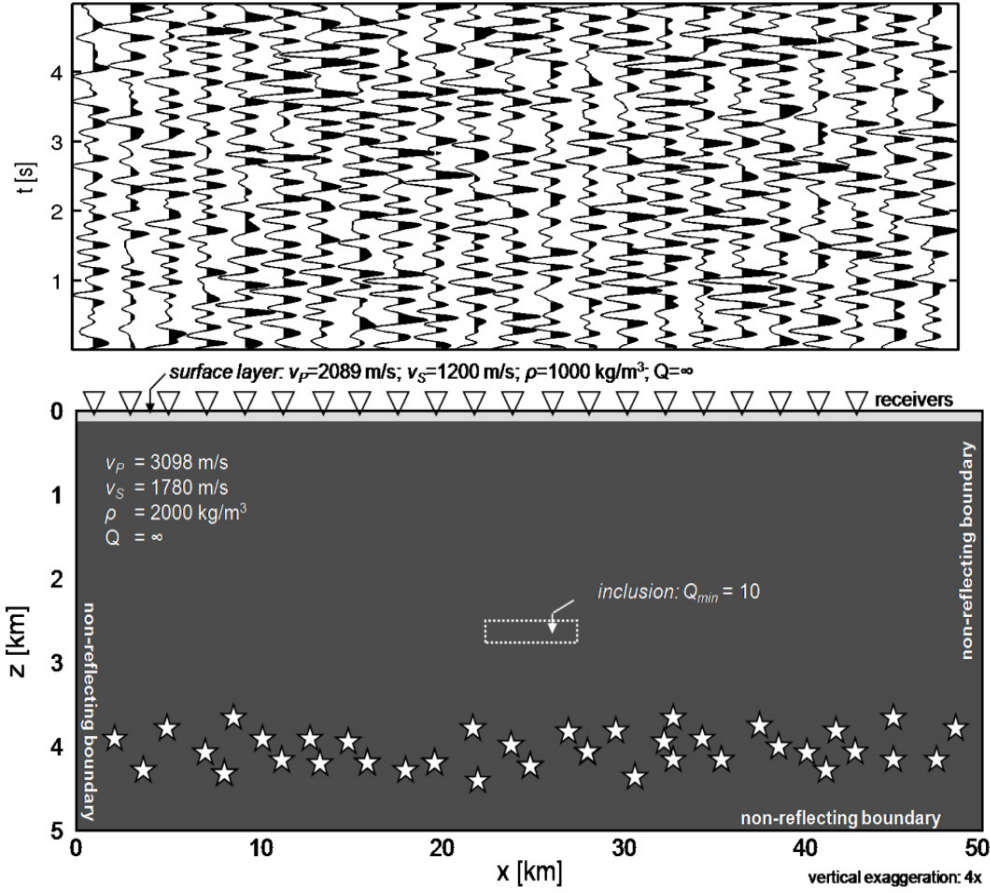 4
3
2
1
t [s]
surface layer: vP=2089 m/s; vS=1200 m/s; ρ=1000 kg/m³; Q=∞
receivers
0
1
2
3
4
5
z [km]
vP = 3098 m/s
vS = 1780 m/s
ρ = 2000 kg/m³
Q = ∞
inclusion: Qmin = 10
non-reflecting boundary
non-reflecting boundary
non-reflecting boundary
0 10 20 30 40 50
x [km]
vertical exaggeration: 4x